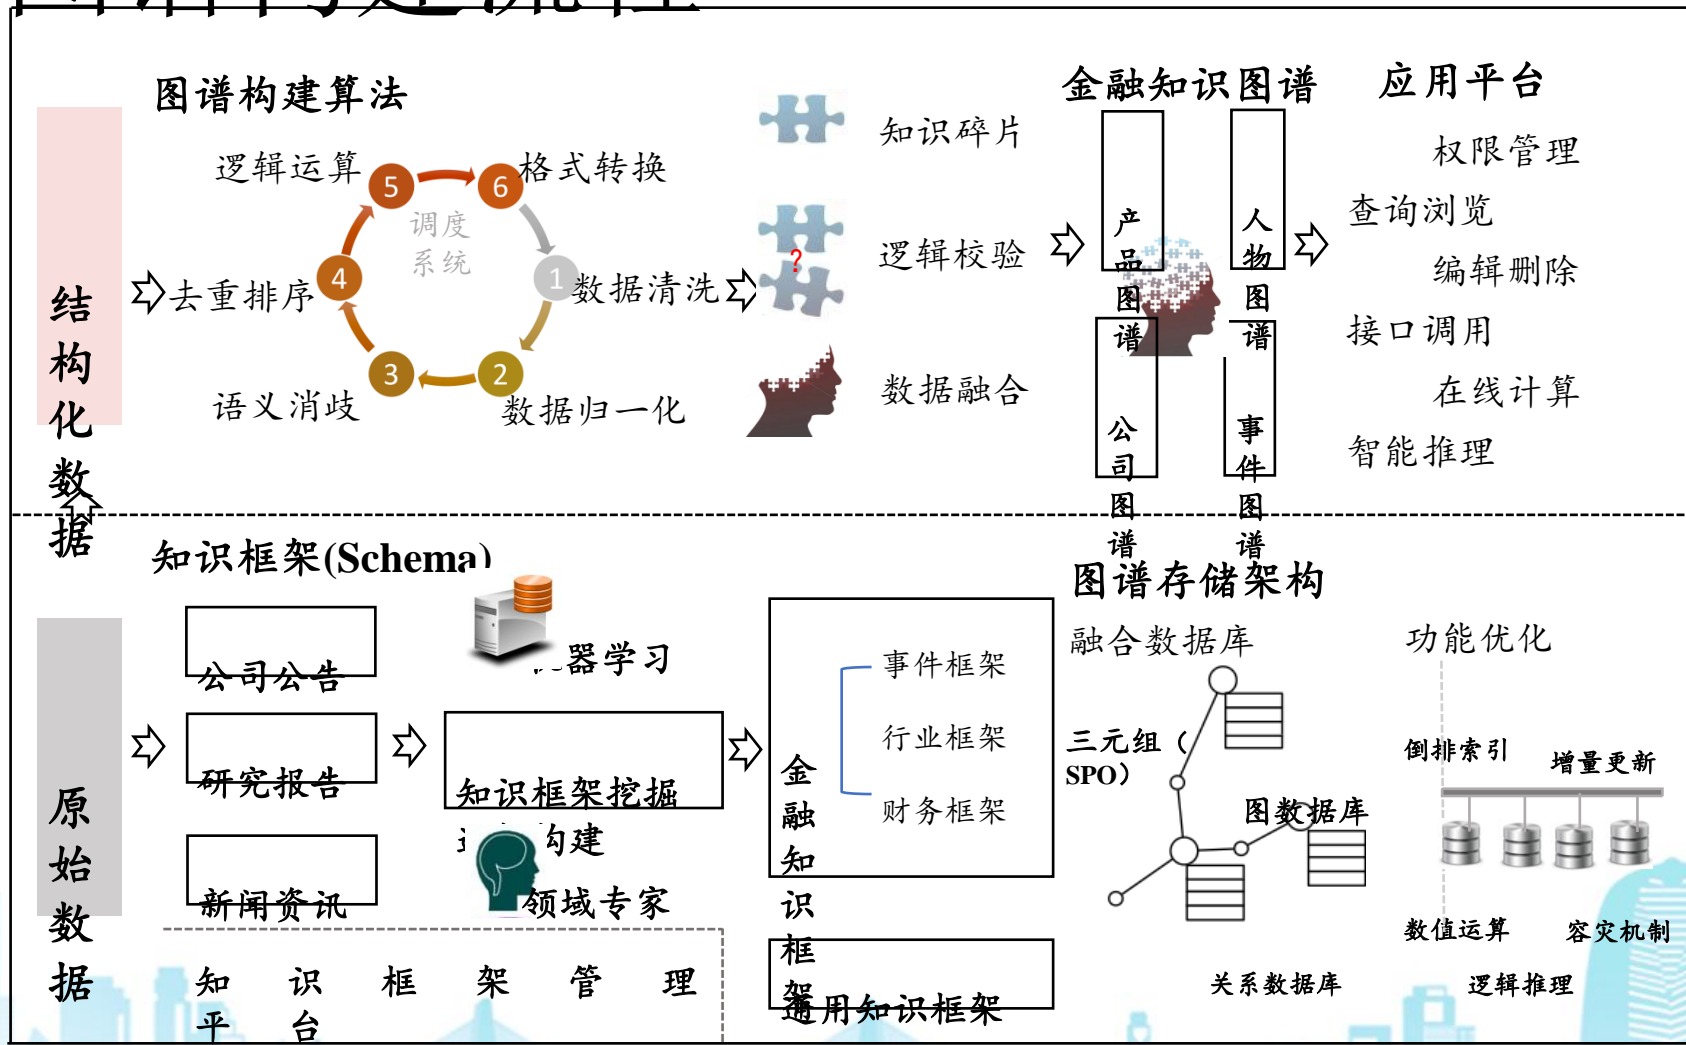 图谱构建流程
图谱构建算法
金融知识图谱
应用平台
结构化数据
逻辑运算
5
6
格式转换
调度
系统
去重排序
4
1
数据清洗
3
2
语义消歧
数据归一化
知识碎片
?
逻辑校验
数据融合
产品图谱
人物图谱
公司图谱
事件图谱
权限管理
查询浏览
编辑删除
接口调用
在线计算
智能推理
知识框架(Schema)
图谱存储架构
原始数据
公司公告
研究报告
新闻资讯
器学习
知识框架挖掘
构建
领域专家
知识框架管理
平台
金融知识框架
事件框架
行业框架
财务框架
通用知识框架
融合数据库
三元组（
SPO）
图数据库
关系数据库
功能优化
倒排索引
增量更新
数值运算
容灾机制
逻辑推理